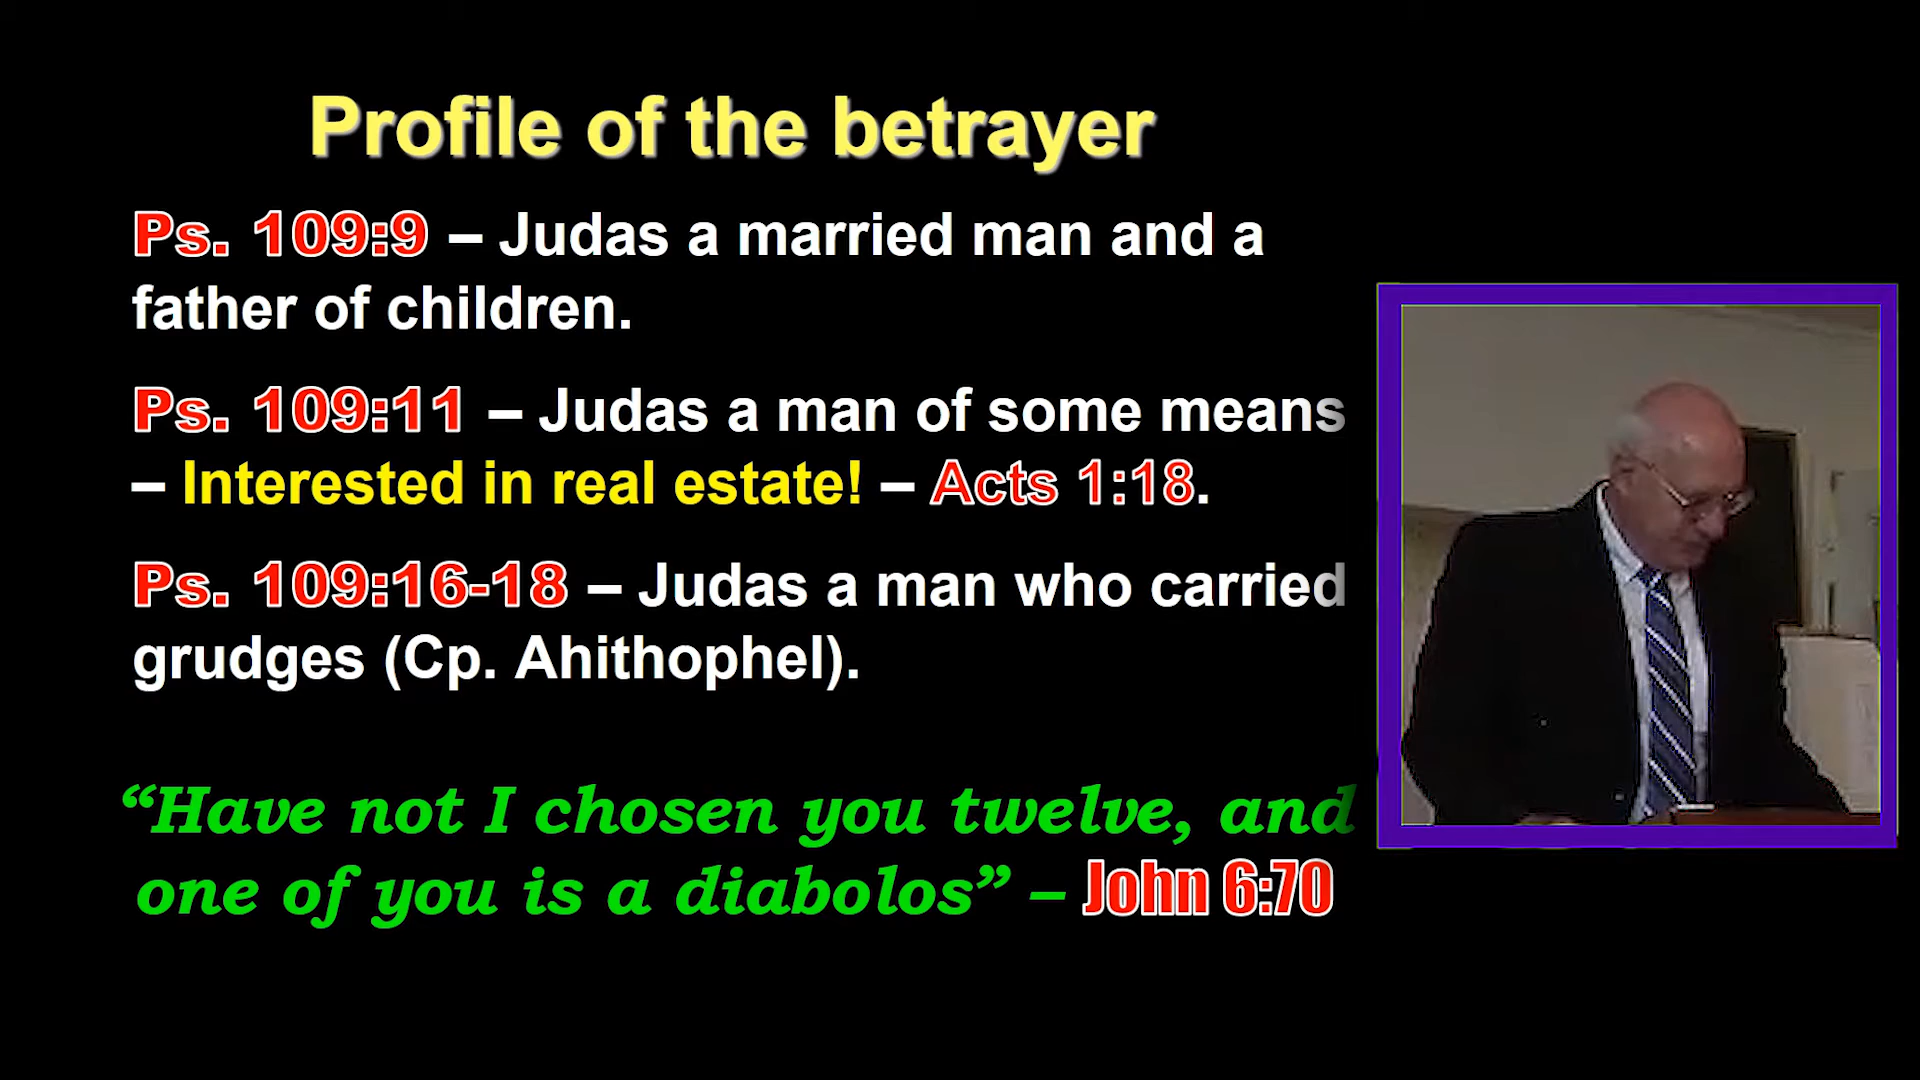 Profile of the betrayer
Ps. 109:9 – Judas a married man and a
father of children.
Ps. 109:11 – Judas a man of some means
– Interested in real estate! – Acts 1:18.
Ps. 109:16-18 – Judas a man who carried
grudges (Cp. Ahithophel).
“Have not I chosen you twelve, and
one of you is a diabolos” – John 6:70